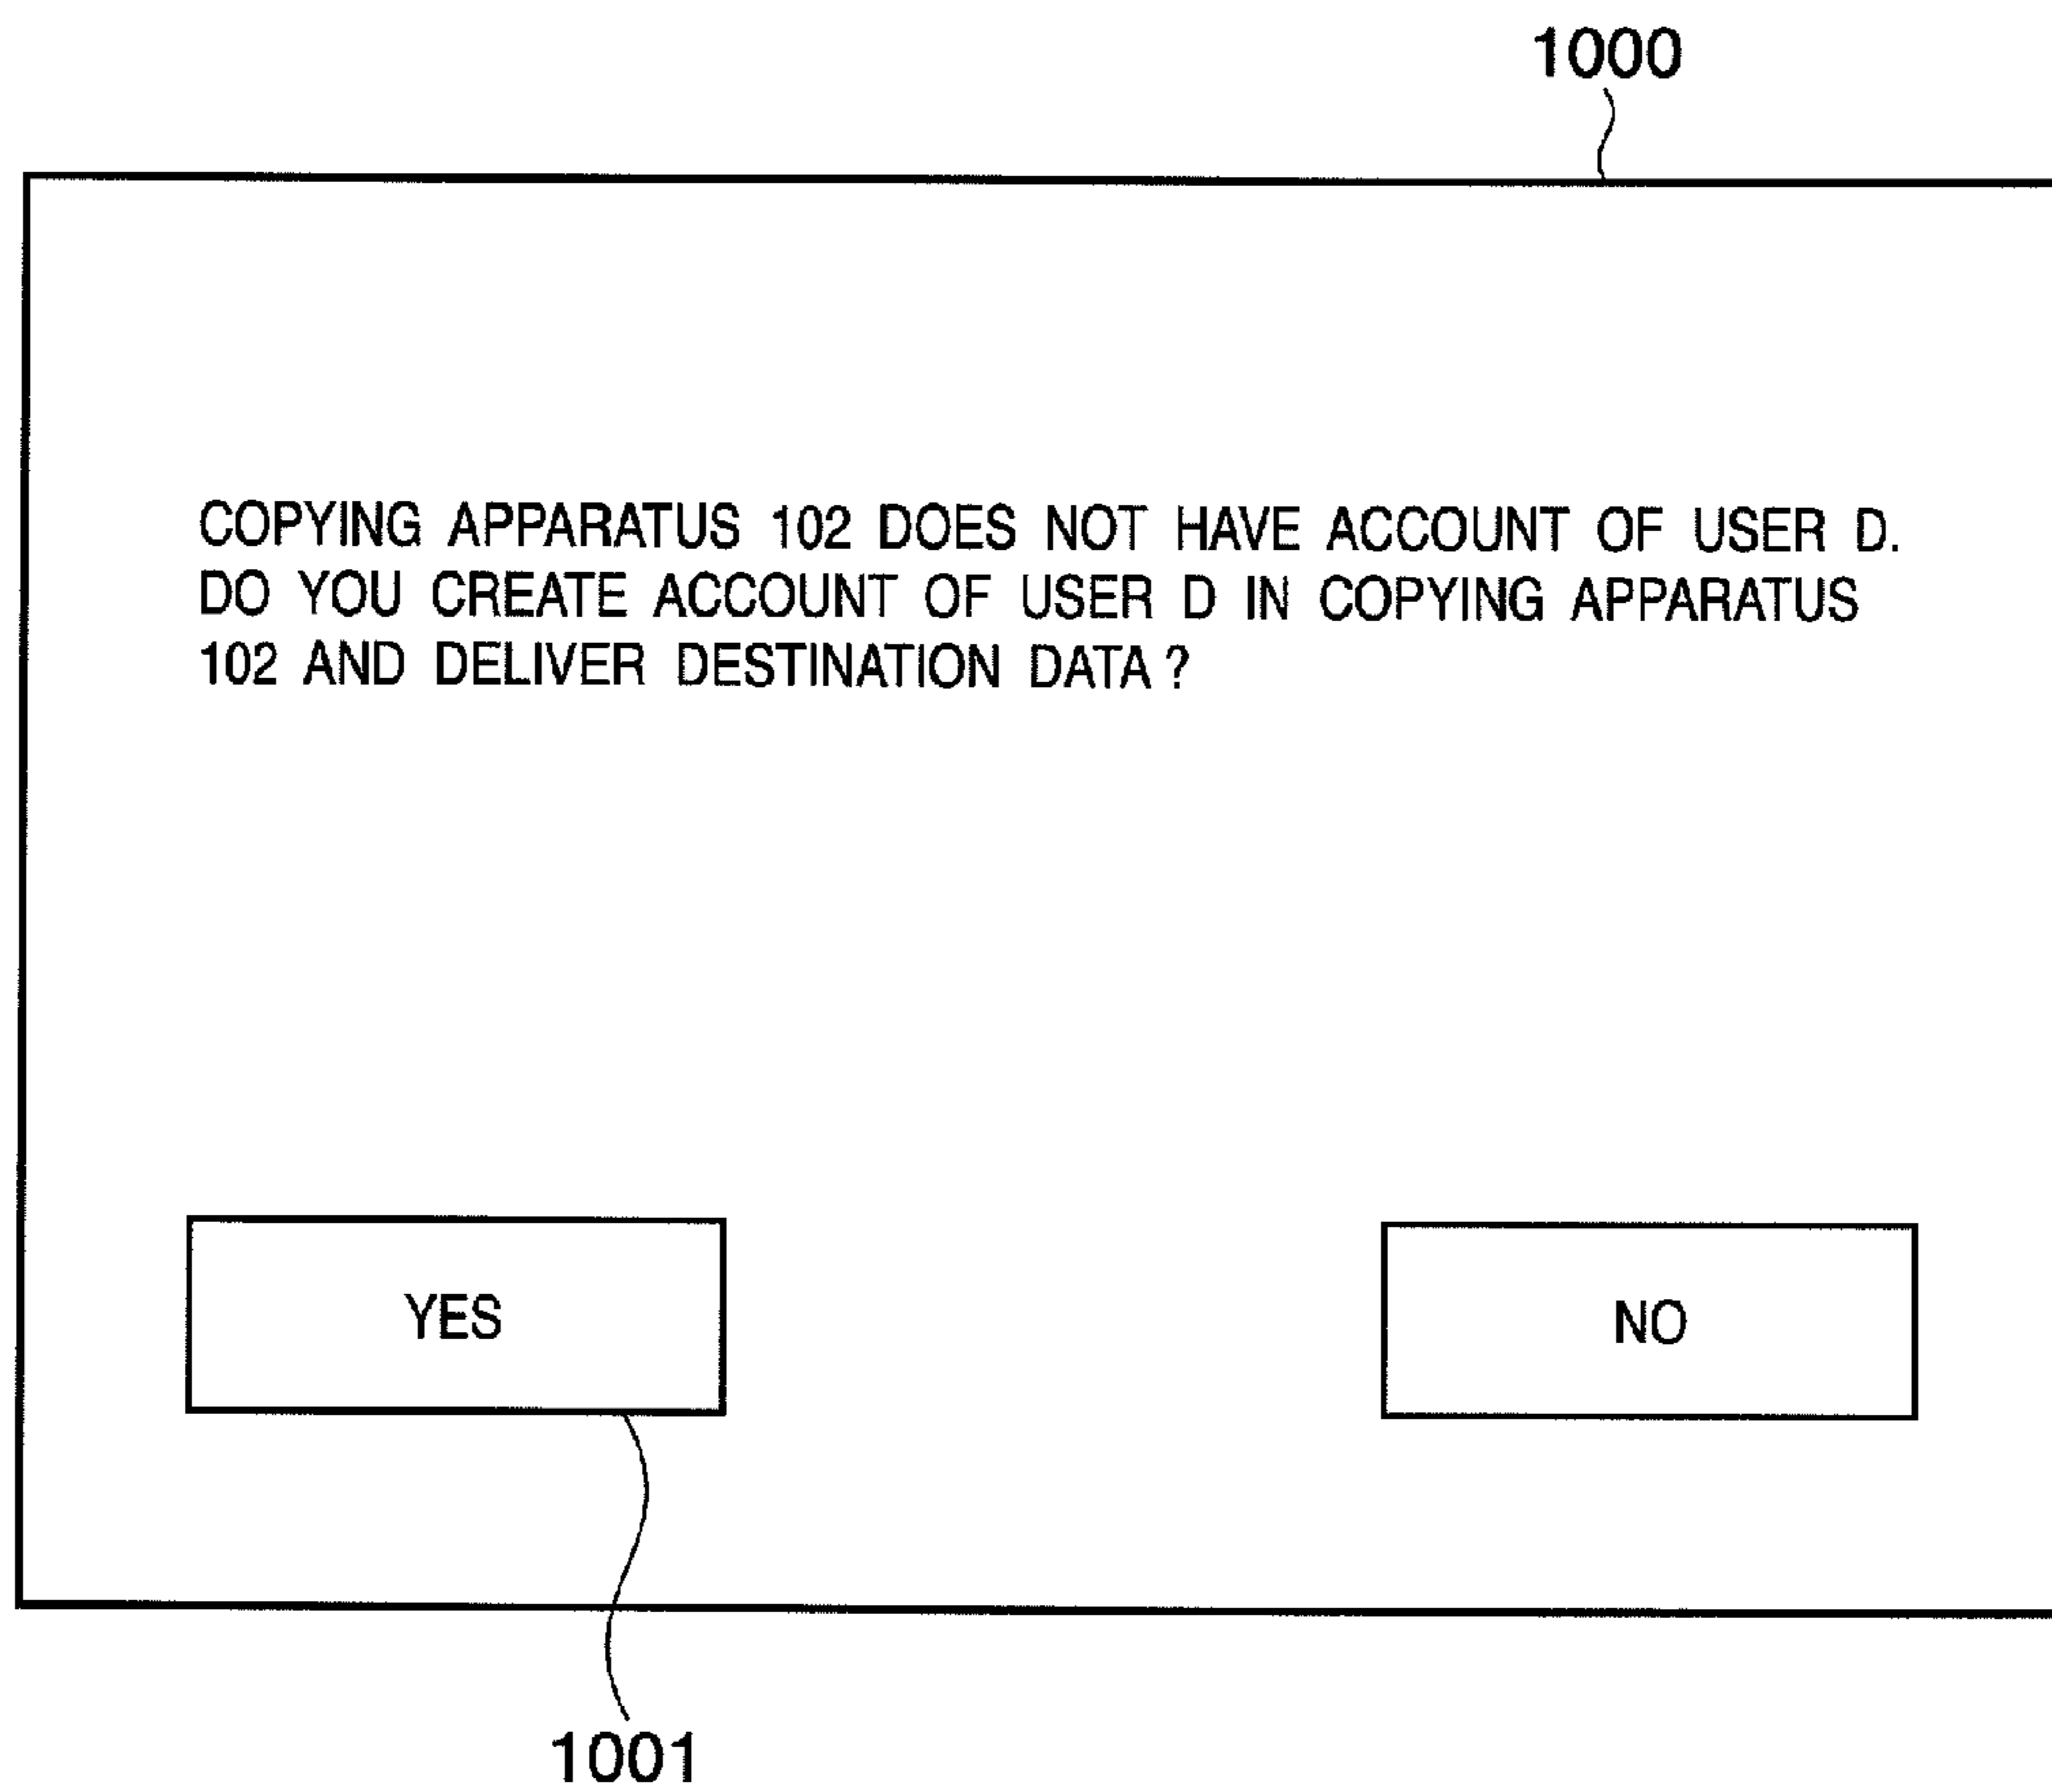 1000
COPYING APPARATUS 102 DOES NOT HAVE ACCOUNT OF USER D.
DO YOU CREATE ACCOUNT OF USER D IN COPYING APPARATUS
102 AND DELIVER DESTINATION DATA?
YES
NO
1001